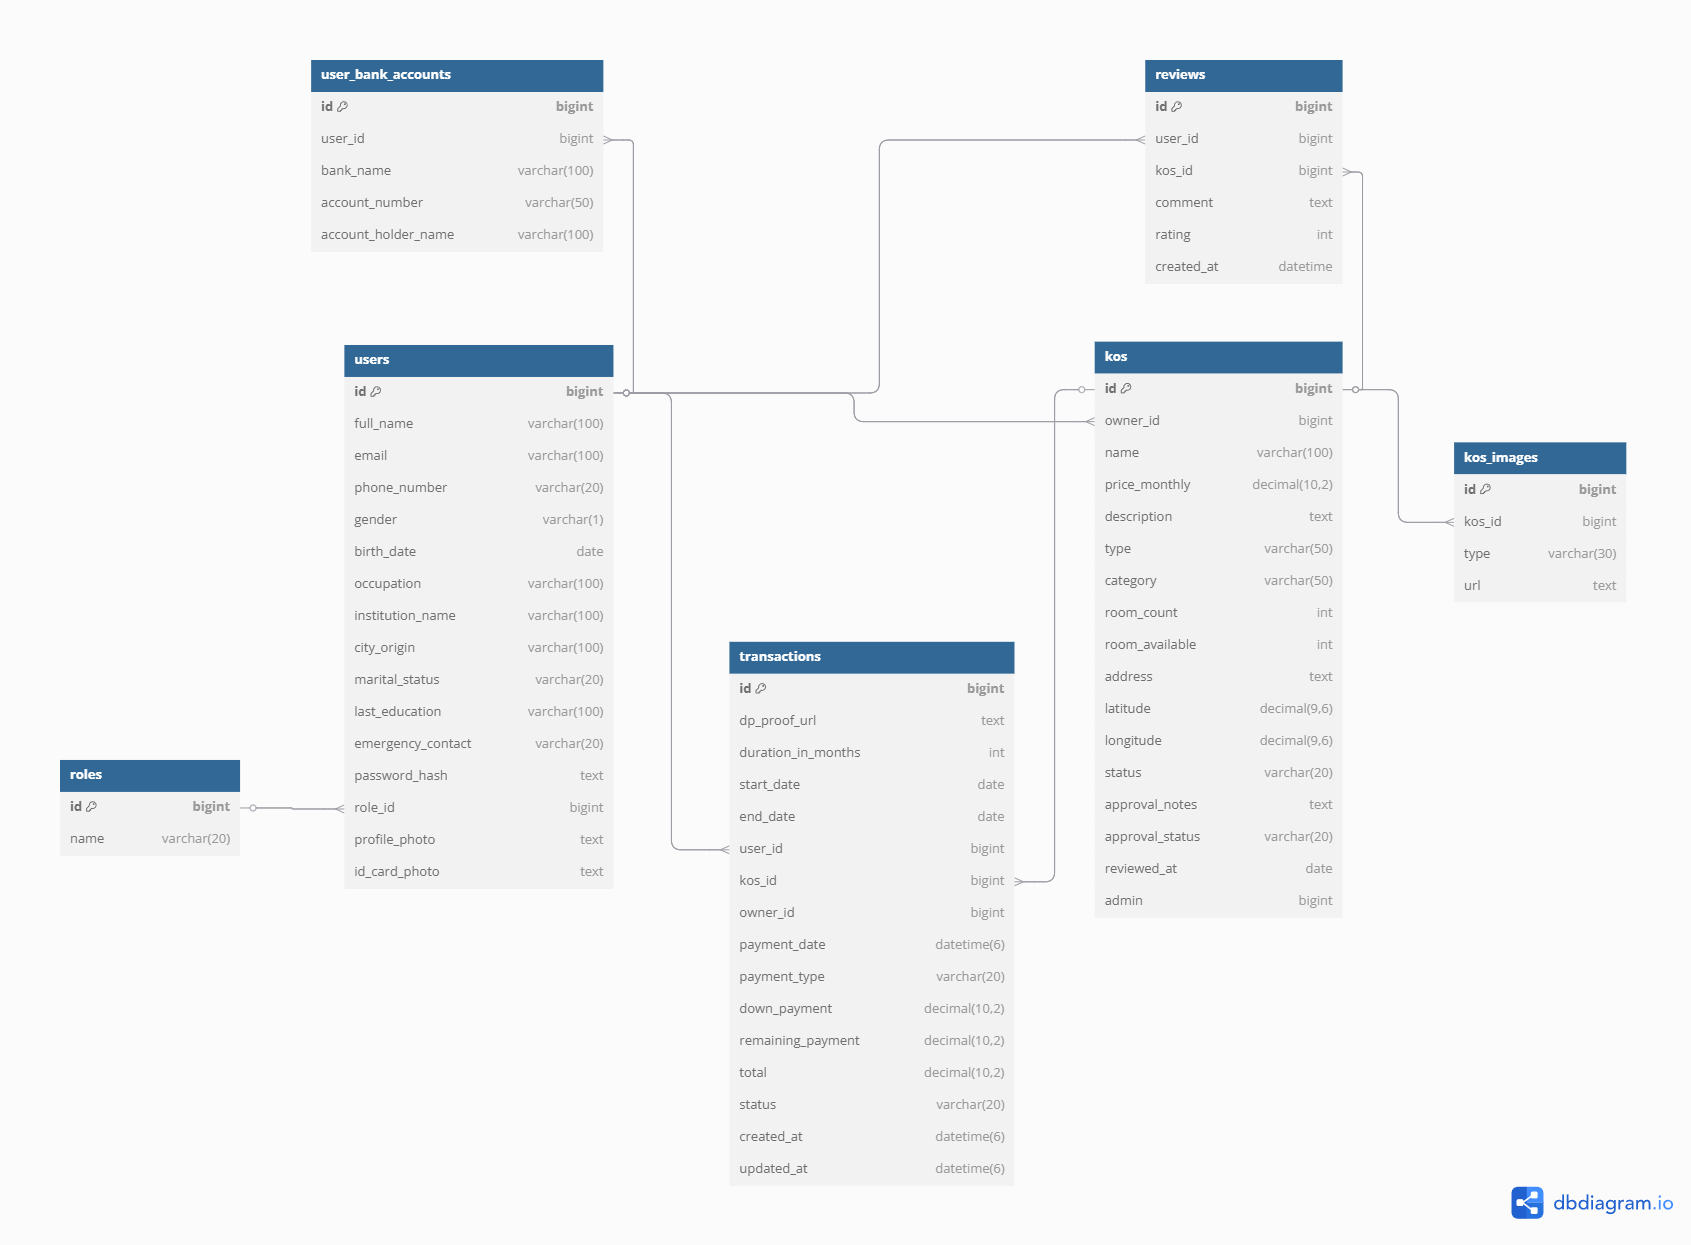 user_bank_accounts
id bigint
user_id bigint
bank_name varchar(100)
account_number varchar(50)
account_holder_name varchar(100)
reviews
id bigint
user_id bigint
kos_id bigint
comment text
rating int
created_at datetime
users
id bigint
full_name varchar(100)
email varchar(100)
phone_number varchar(20)
gender varchar(1)
birth_date date
occupation varchar(100)
institution_name varchar(100)
city_origin varchar(100)
marital_status varchar(20)
last_education varchar(100)
emergency_contact varchar(20)
password_hash text
role_id bigint
profile_photo text
id_card_photo text
kos
id bigint
owner_id bigint
name varchar(100)
price_monthly decimal(10,2)
description text
type varchar(50)
category varchar(50)
room_count int
room_available int
address text
latitude decimal(9,6)
longitude decimal(9,6)
status varchar(20)
approval_notes text
approval_status varchar(20)
reviewed_at date
admin bigint
kos_images
id bigint
kos_id bigint
type varchar(30)
url text
transactions
id bigint
dp_proof_url text
duration_in_months int
start_date date
end_date date
user_id bigint
kos_id bigint
owner_id bigint
payment_date datetime(6)
payment_type varchar(20)
down_payment decimal(10,2)
remaining_payment decimal(10,2)
total decimal(10,2)
status varchar(20)
created_at datetime(6)
updated_at datetime(6)
roles
id bigint
name varchar(20)
dbdiagram.io